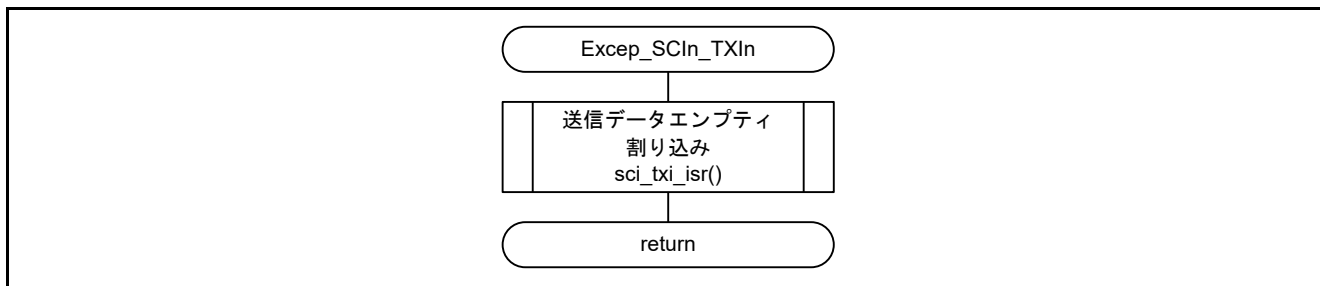 Excep_SCIn_TXIn
送信データエンプティ
割り込み
sci_txi_isr()
return